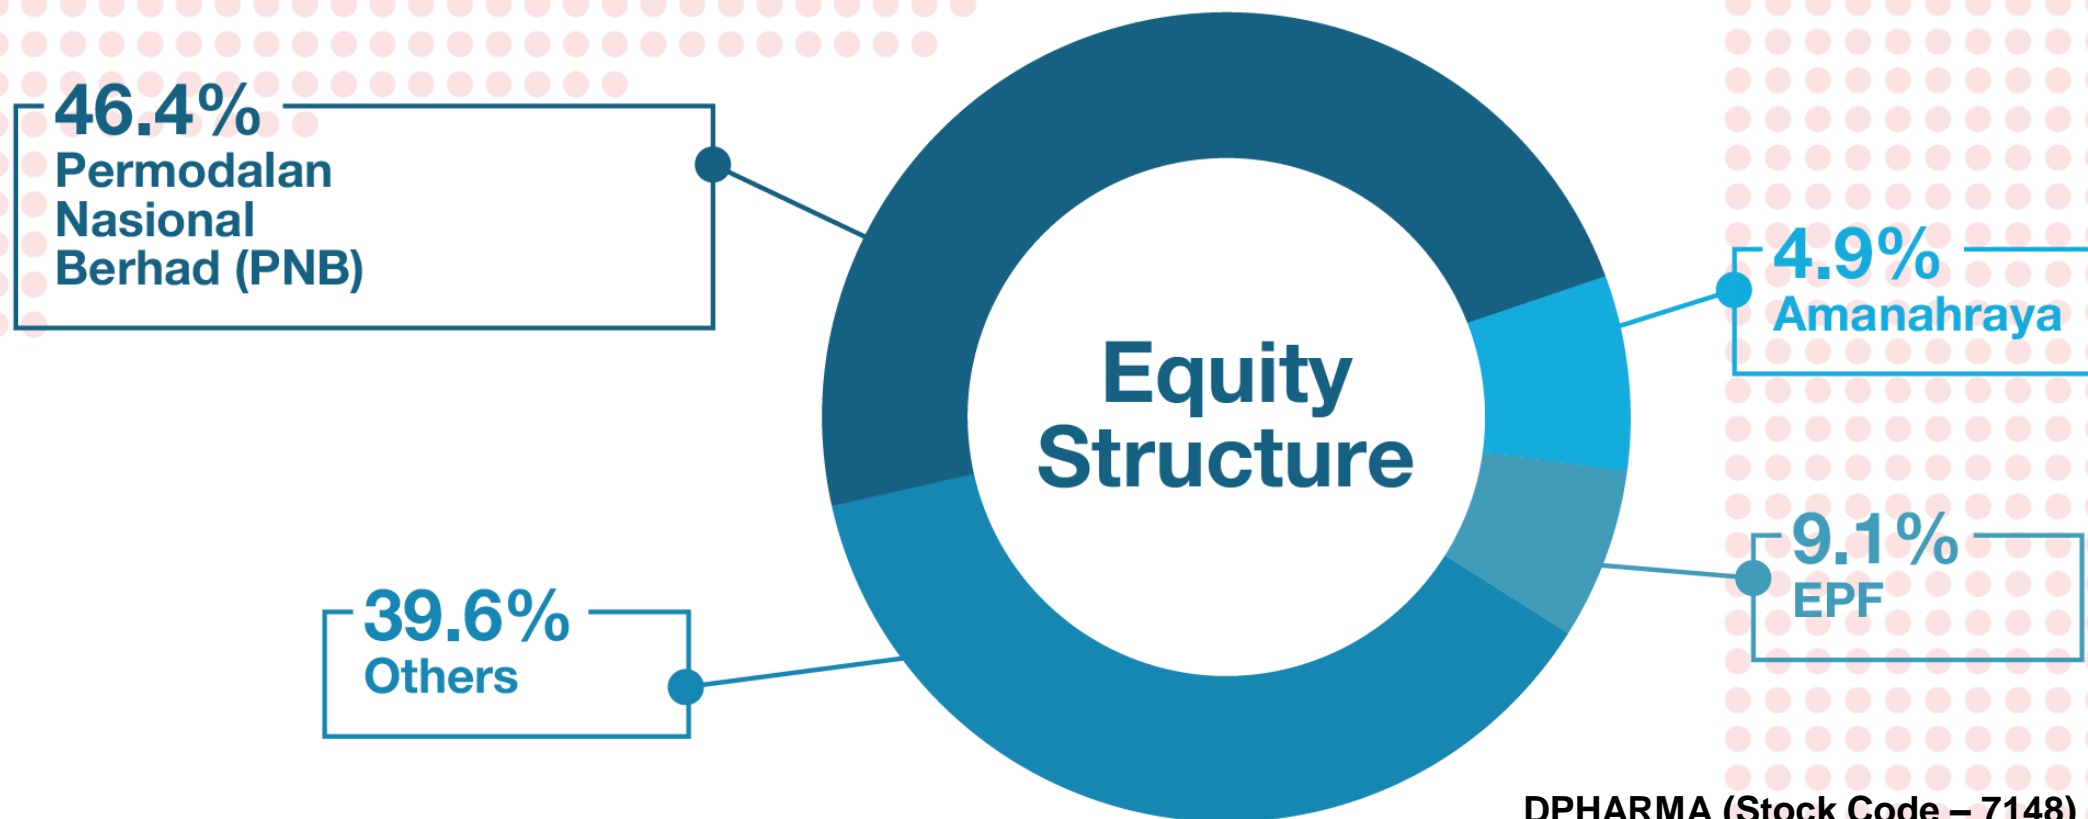 46.4%
Permodalan
Nasional
Berhad (PNB)
Equity
Structure
4.9%
Amanahraya
9.1%
EPF
39.6%
Others
DPHARMA (Stock Code – 7148)